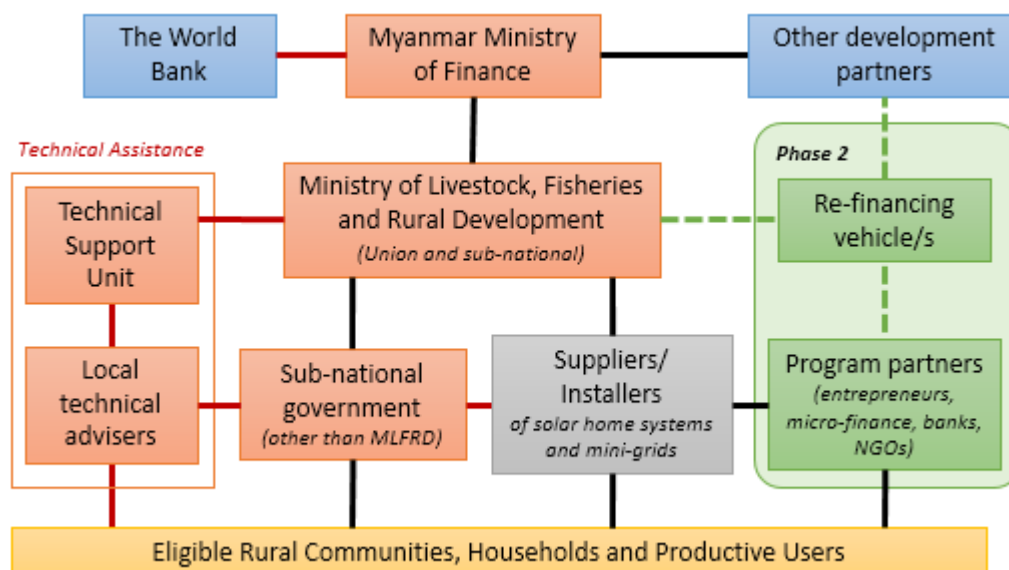 The World
Bank
Myanmar Ministry
of Finance
Other development
partners
Technical Assistance
Phase 2
Technical
Support
Unit
Ministry of Livestock, Fisheries
and Rural Development
(Union and sub-national)
Re-financing
vehicle/s
Local
technical
advisers
Sub-national
government
(other than MLFRD)
Suppliers/
Installers
of solar home systems
and mini-grids
Program partners
(entrepreneurs,
micro-finance, banks,
NGOs)
Eligible Rural Communities, Households and Productive Users